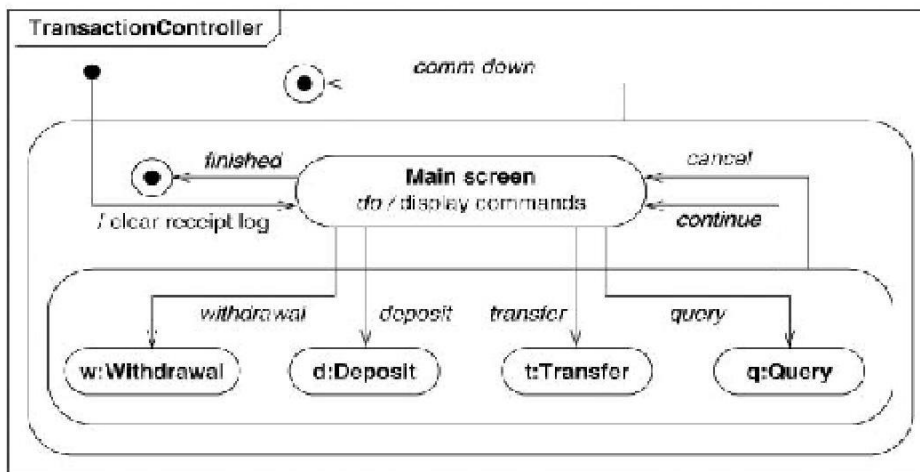 TransactionController
comm down
finished
Main screen
do / display commands
cancel
/ clear receipt log
continue
withdrawal
deposit
transfer
query
w:Withdrawal
d:Deposit
t:Transfer
q:Query